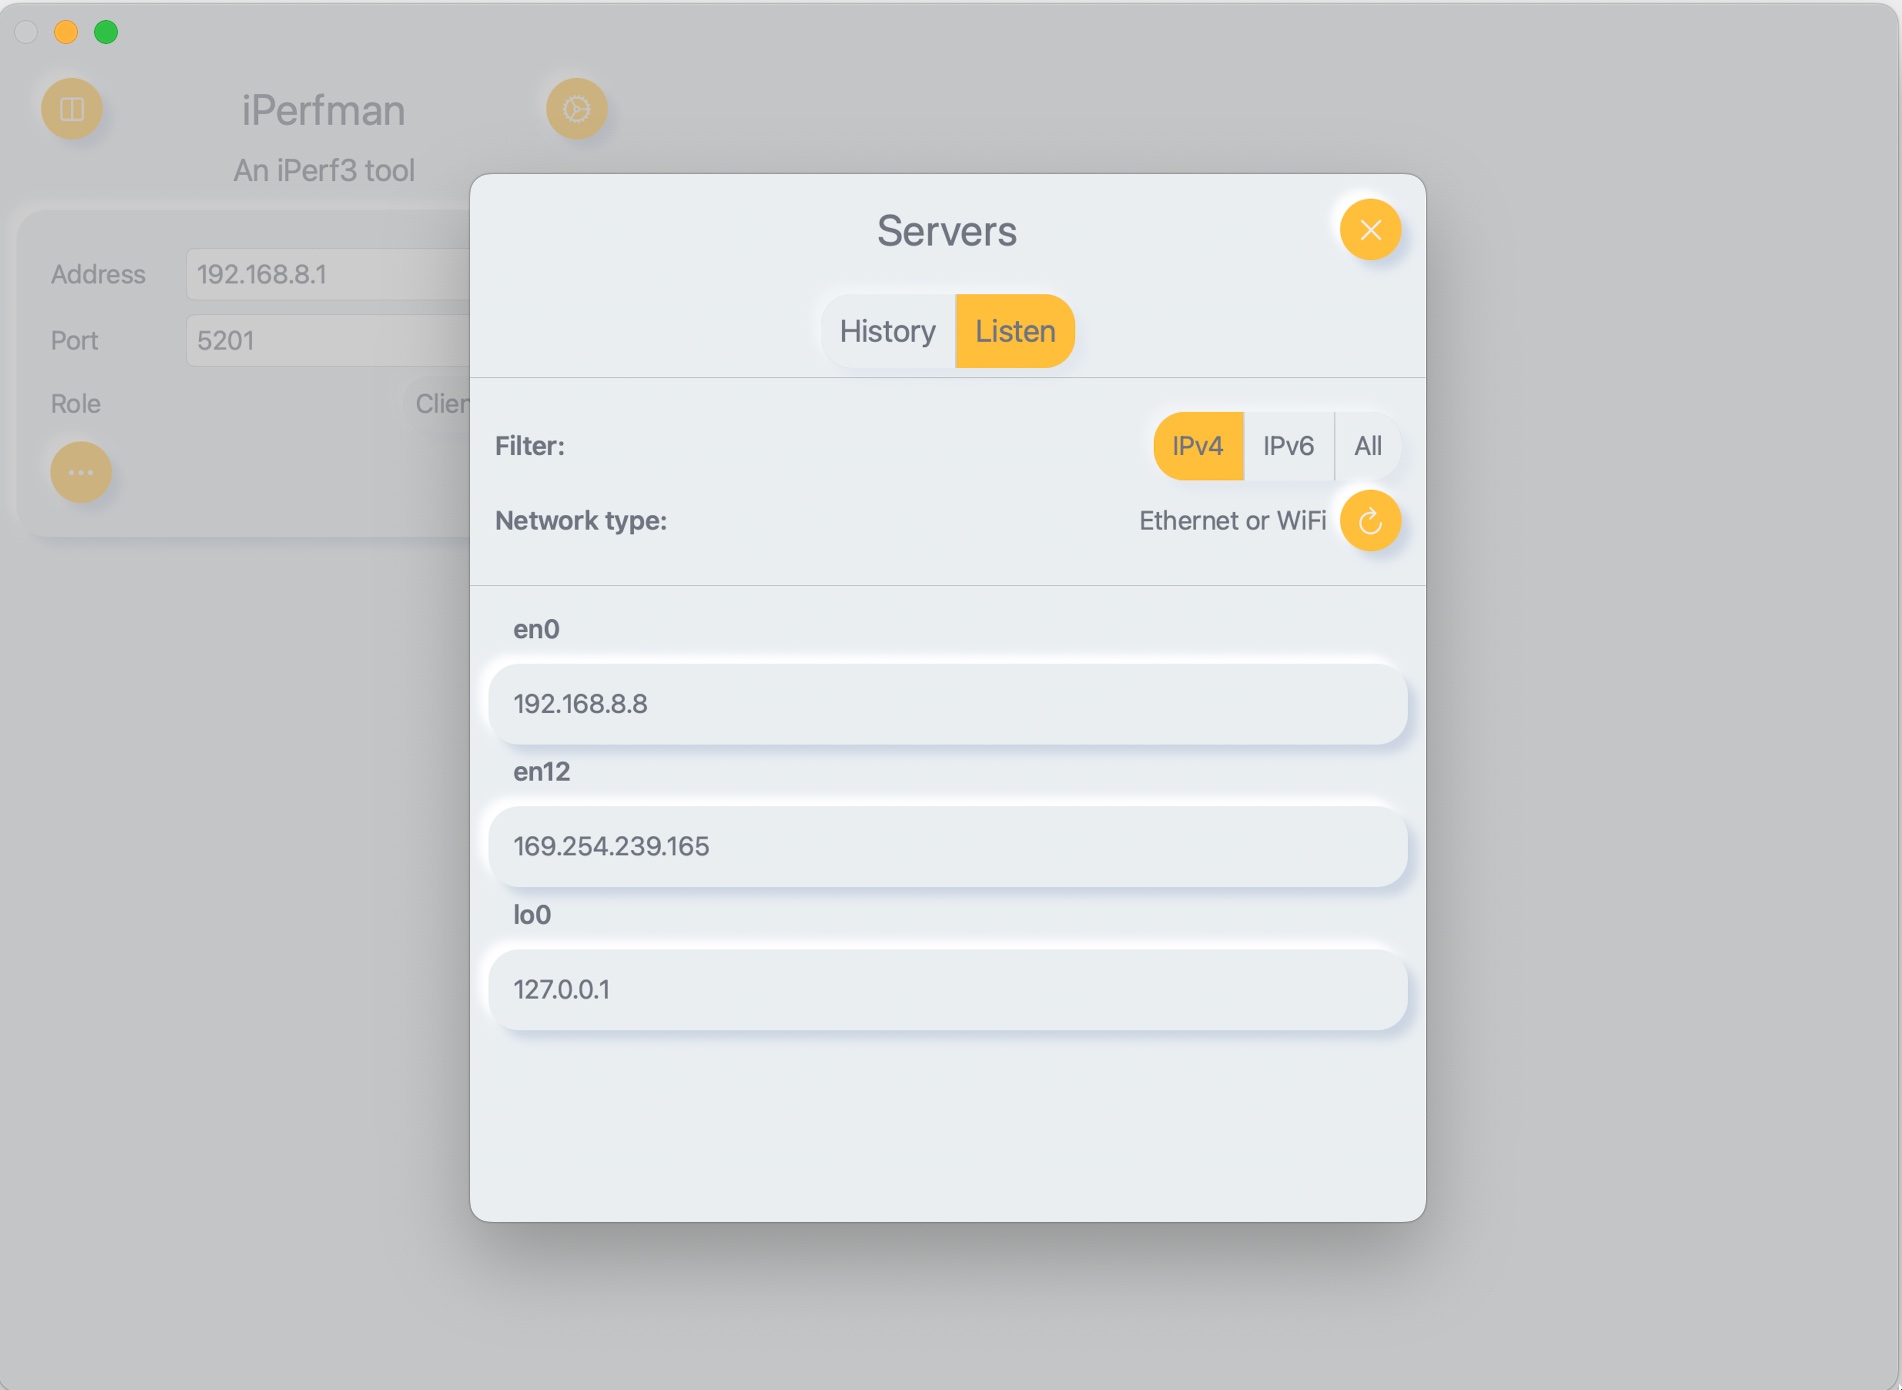 iPerfman
An iPerf3 tool
Address 192.168.8.1
Port 5201
Role Clien
Servers
History Listen
Filter: IPv4 IPv6 All
Network type: Ethernet or WiFi
en0
192.168.8.8
en12
169.254.239.165
lo0
127.0.0.1